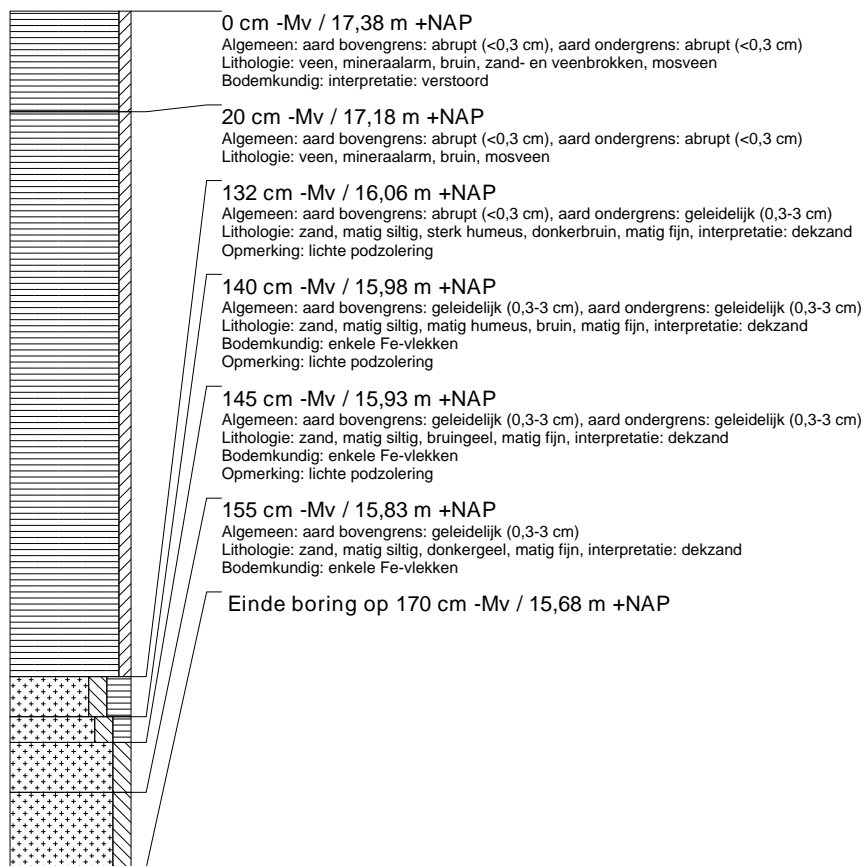 0 cm -Mv / 17,38 m +NAP
Algemeen: aard bovengrens: abrupt (<0,3 cm), aard ondergrens: abrupt (<0,3 cm)
Lithologie: veen, mineraalarm, bruin, zand- en veenbrokken, mosveen
Bodemkundig: interpretatie: verstoord
20 cm -Mv / 17,18 m +NAP
Algemeen: aard bovengrens: abrupt (<0,3 cm), aard ondergrens: abrupt (<0,3 cm)
Lithologie: veen, mineraalarm, bruin, mosveen
132 cm -Mv / 16,06 m +NAP
Algemeen: aard bovengrens: abrupt (<0,3 cm), aard ondergrens: geleidelijk (0,3-3 cm)
Lithologie: zand, matig siltig, sterk humeus, donkerbruin, matig fijn, interpretatie: dekzand
Opmerking: lichte podzolering
140 cm -Mv / 15,98 m +NAP
Algemeen: aard bovengrens: geleidelijk (0,3-3 cm), aard ondergrens: geleidelijk (0,3-3 cm)
Lithologie: zand, matig siltig, matig humeus, bruin, matig fijn, interpretatie: dekzand
Bodemkundig: enkele Fe-vlekken
Opmerking: lichte podzolering
145 cm -Mv / 15,93 m +NAP
Algemeen: aard bovengrens: geleidelijk (0,3-3 cm), aard ondergrens: geleidelijk (0,3-3 cm)
Lithologie: zand, matig siltig, bruingeel, matig fijn, interpretatie: dekzand
Bodemkundig: enkele Fe-vlekken
Opmerking: lichte podzolering
155 cm -Mv / 15,83 m +NAP
Algemeen: aard bovengrens: geleidelijk (0,3-3 cm)
Lithologie: zand, matig siltig, donkergeel, matig fijn, interpretatie: dekzand
Bodemkundig: enkele Fe-vlekken
Einde boring op 170 cm -Mv / 15,68 m +NAP